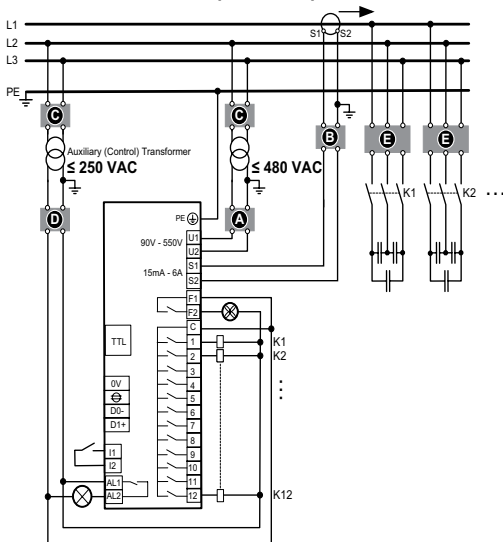 L1
S1 S2
L2
L3
PE
C C
B E E
Auxiliary (Control) Transformer
≤ 250 VAC ≤ 480 VAC
K1 K2 ...
D A
PE
90V - 550V U1
U2
15mA - 6A S1
S2
F1
F2
C
TTL 1 K1
2 K2
3
0V 4
5
D0- 6
D1+ 7
8
I1 9
I2 10
AL1 11
AL2 12 K12